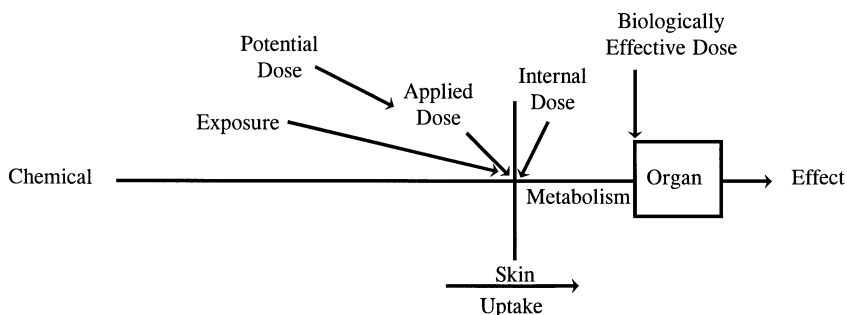 Biologically
Effective Dose
Potential
Dose
Internal
Dose
Applied
Dose
Exposure
Chemical
Organ
Effect
Metabolism
Skin
Uptake